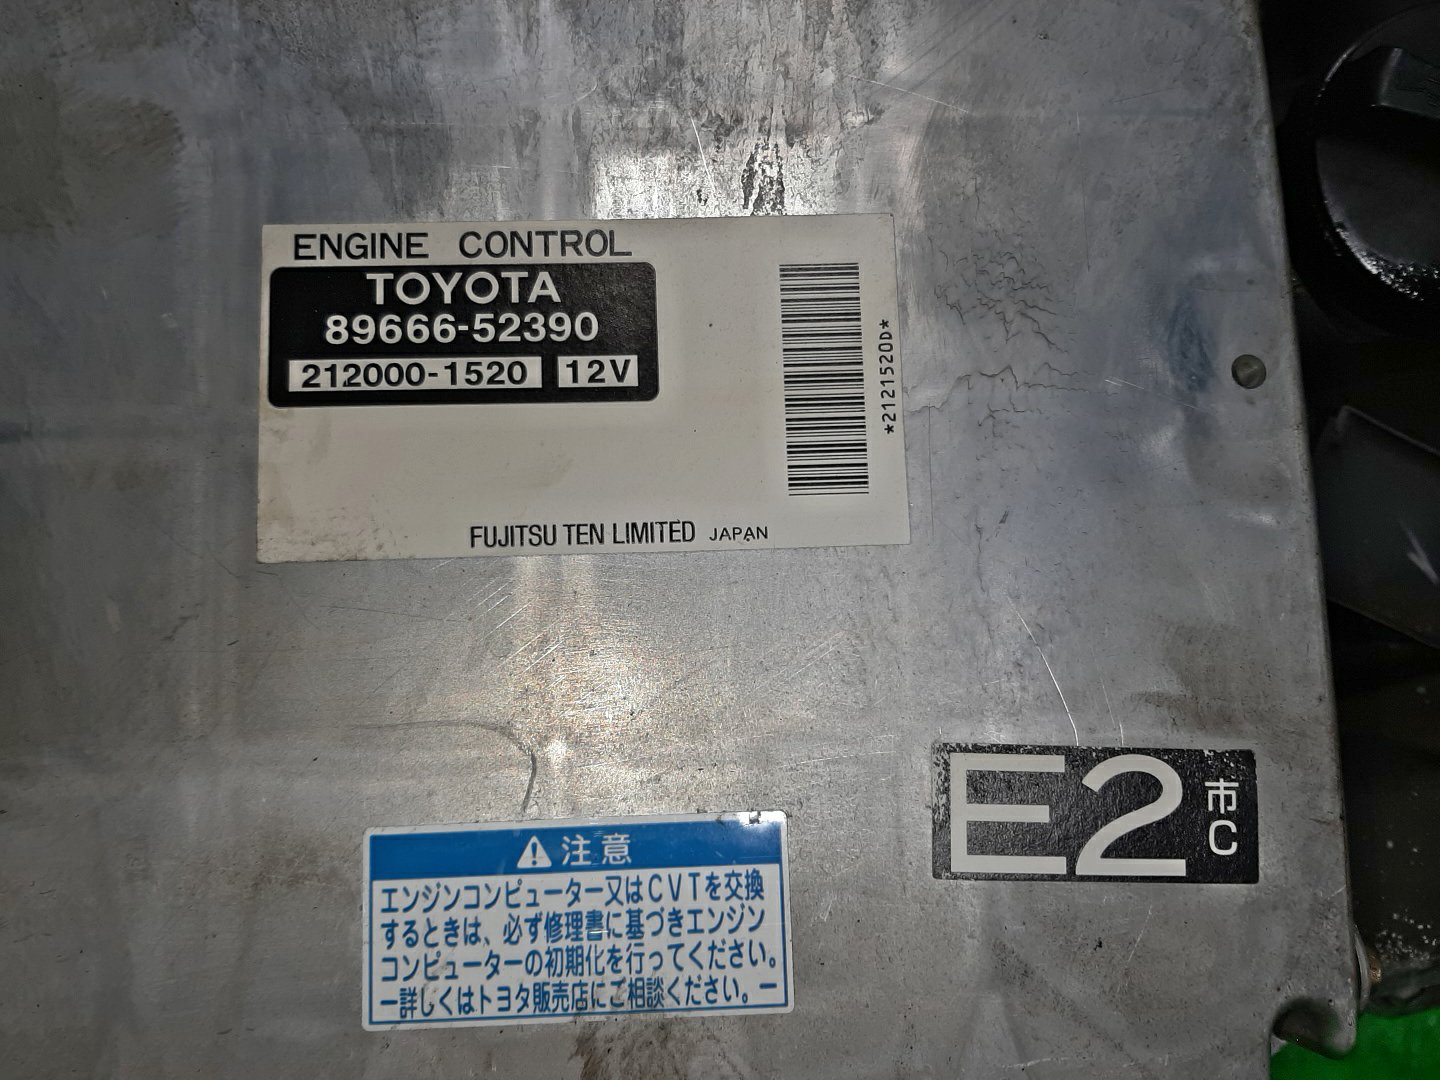 ENGINE CONTROL
TOYOTA
89666-52390
212000-1520 12V
*2121520D*
FUJITSU TEN LIMITED JAPAN
E2 市C
注意
エンジンコンピューター又はCVTを交換
するときは、必ず修理書に基づきエンジン
コンピューターの初期化を行ってください。
ー詳しくはトヨタ販売店にご相談ください。ー